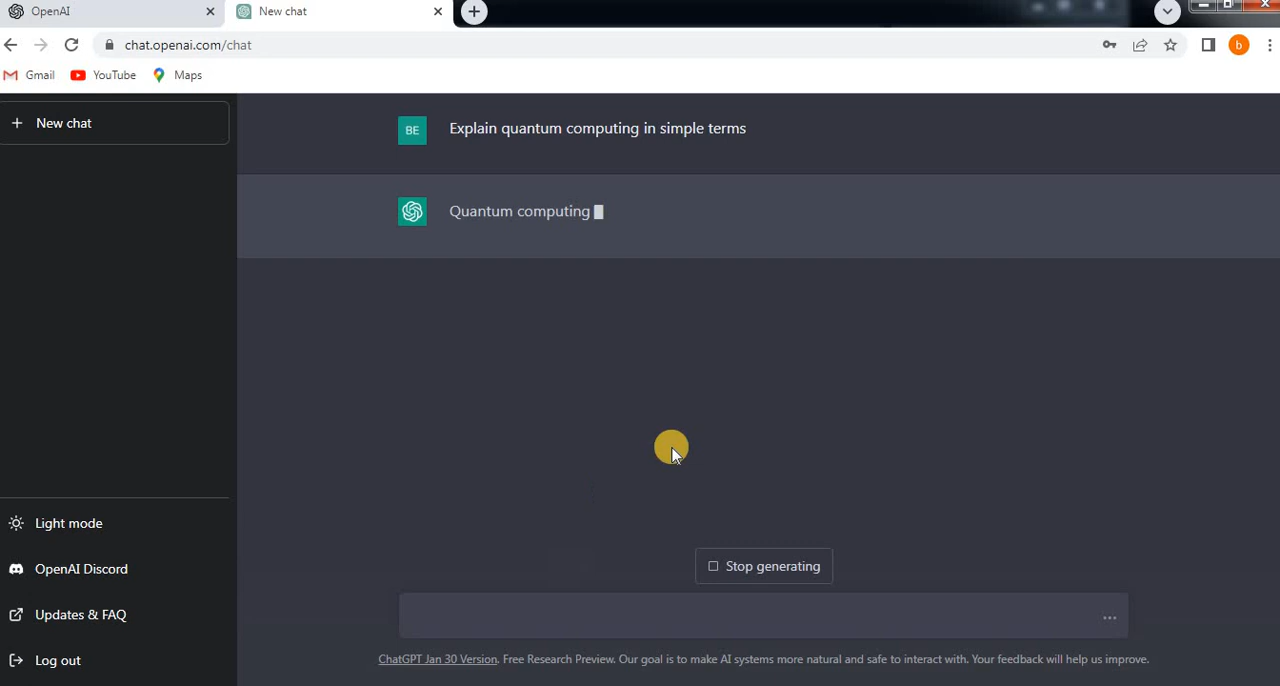 OpenAI
New chat
chat.openai.com/chat
b
Gmail
YouTube
Maps
New chat
BE
Explain quantum computing in simple terms
Quantum computing
Light mode
OpenAI Discord
Updates & FAQ
Log out
Stop generating
ChatGPT Jan 30 Version. Free Research Preview. Our goal is to make AI systems more natural and safe to interact with. Your feedback will help us improve.